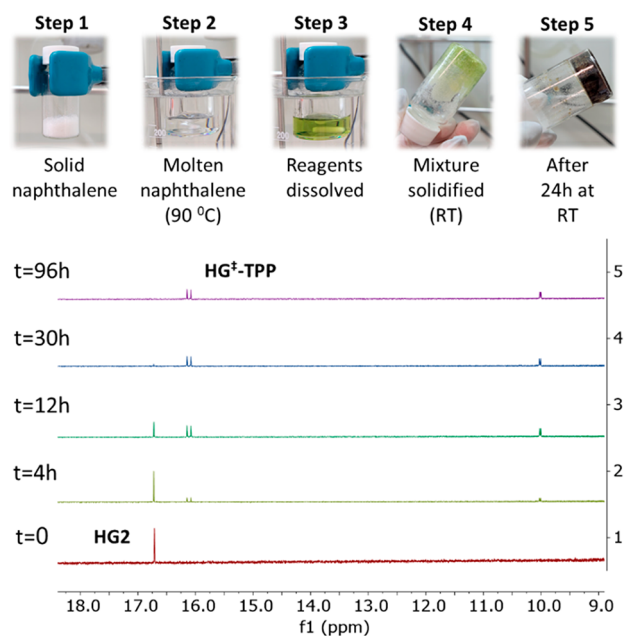 Step 1
Step 2
Step 3
Step 4
Step 5
200
200
Solid
naphthalene
Molten
naphthalene
(90 ⁰C)
Reagents
dissolved
Mixture
solidified
(RT)
After
24h at
RT
t=96h
HG‡-TPP
5
t=30h
4
t=12h
3
t=4h
2
t=0
HG2
1
18.0 17.0 16.0 15.0 14.0 13.0 12.0 11.0 10.0 9.0
f1 (ppm)